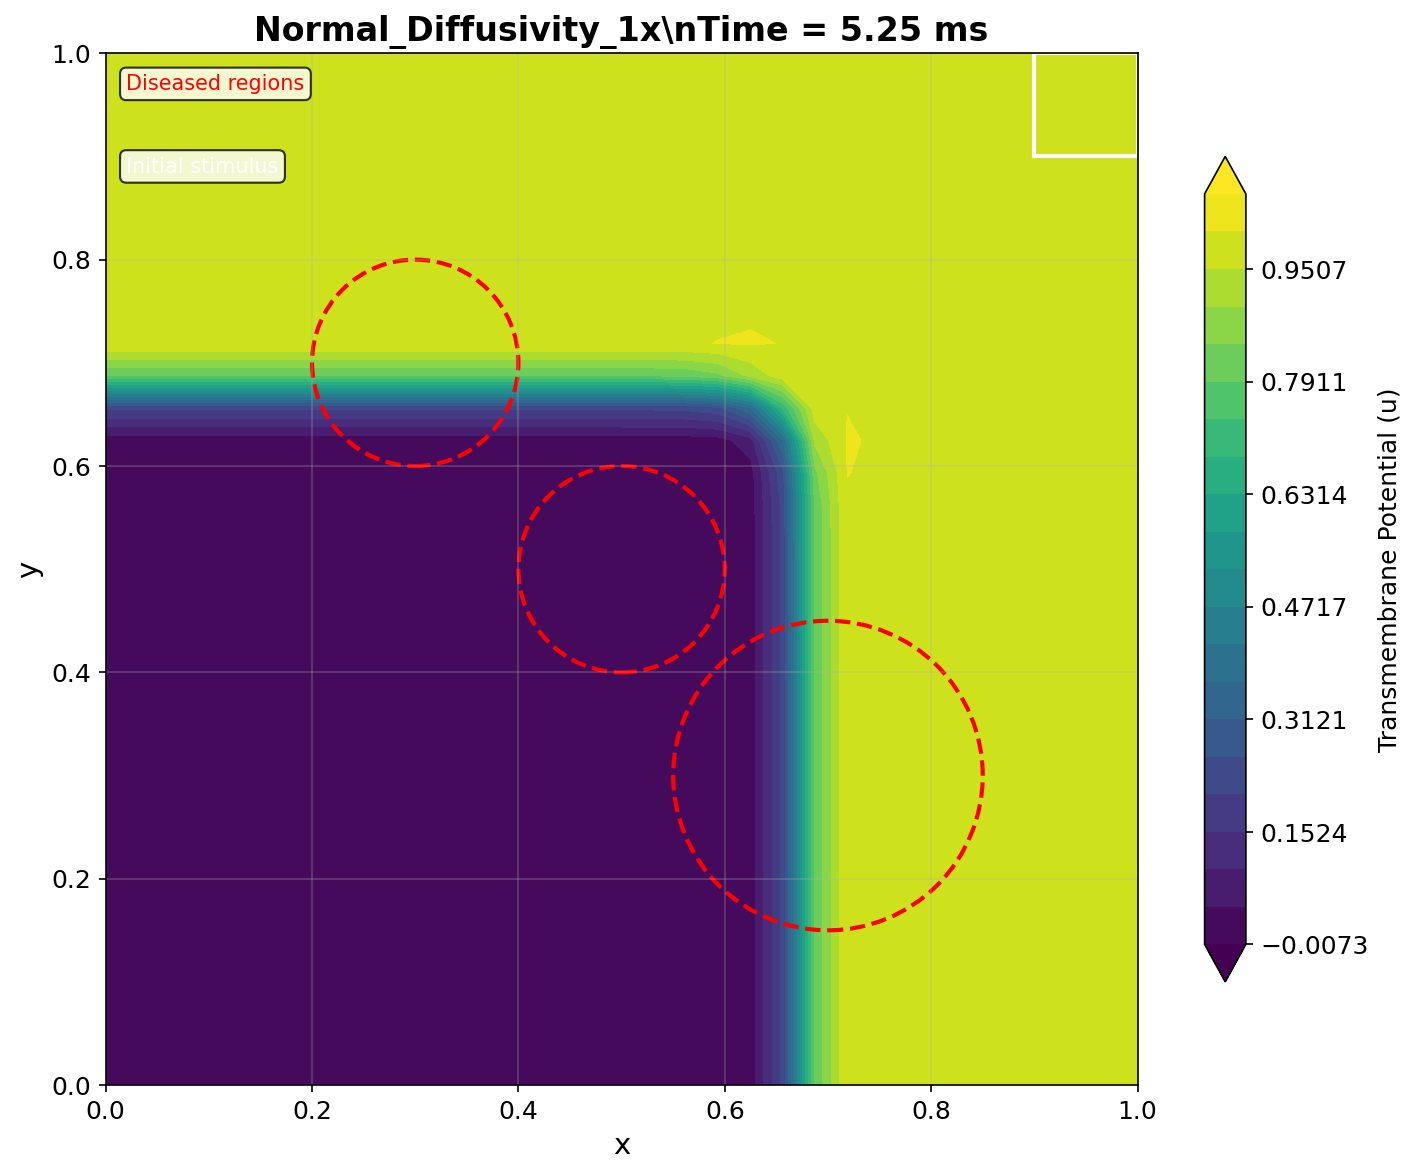 Normal_Diffusivity_1x\nTime = 5.25 ms
1.0
Diseased regions
Initial stimulus
0.8
0.6
0.4
0.2
0.0
y
0.0 0.2 0.4 0.6 0.8 1.0
x
0.9507
0.7911
0.6314
0.4717
0.3121
0.1524
−0.0073
Transmembrane Potential (u)